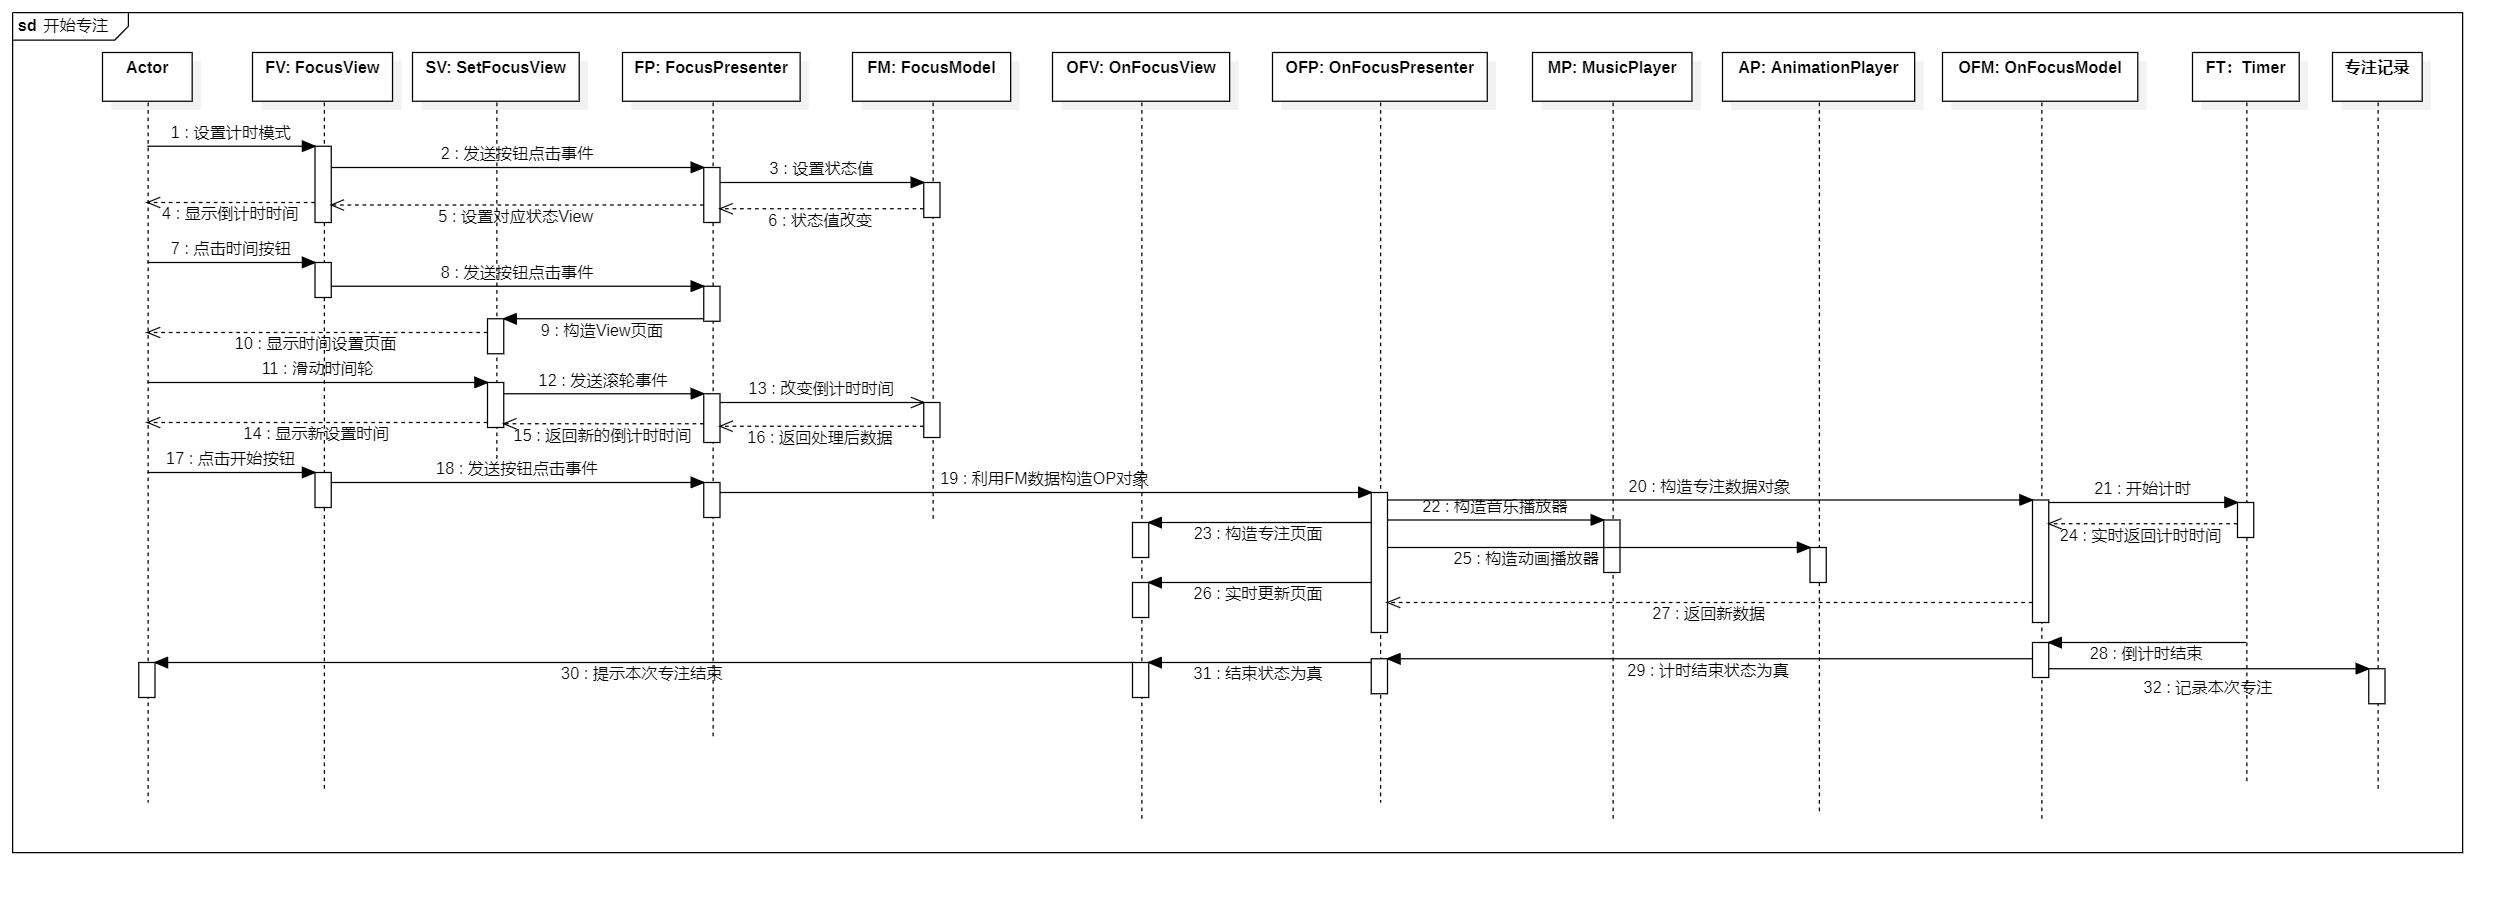 sd 开始专注
Actor
FV: FocusView
SV: SetFocusView
FP: FocusPresenter
FM: FocusModel
OFV: OnFocusView
OFP: OnFocusPresenter
MP: MusicPlayer
AP: AnimationPlayer
OFM: OnFocusModel
FT：Timer
专注记录
1 : 设置计时模式
2 : 发送按钮点击事件
3 : 设置状态值
4 : 显示倒计时时间
5 : 设置对应状态View
6 : 状态值改变
7 : 点击时间按钮
8 : 发送按钮点击事件
9 : 构造View页面
10 : 显示时间设置页面
11 : 滑动时间轮
12 : 发送滚轮事件
13 : 改变倒计时时间
14 : 显示新设置时间
15 : 返回新的倒计时时间
16 : 返回处理后数据
17 : 点击开始按钮
18 : 发送按钮点击事件
19 : 利用FM数据构造OP对象
20 : 构造专注数据对象
21 : 开始计时
22 : 构造音乐播放器
23 : 构造专注页面
24 : 实时返回计时时间
25 : 构造动画播放器
26 : 实时更新页面
27 : 返回新数据
28 : 倒计时结束
29 : 计时结束状态为真
30 : 提示本次专注结束
31 : 结束状态为真
32 : 记录本次专注